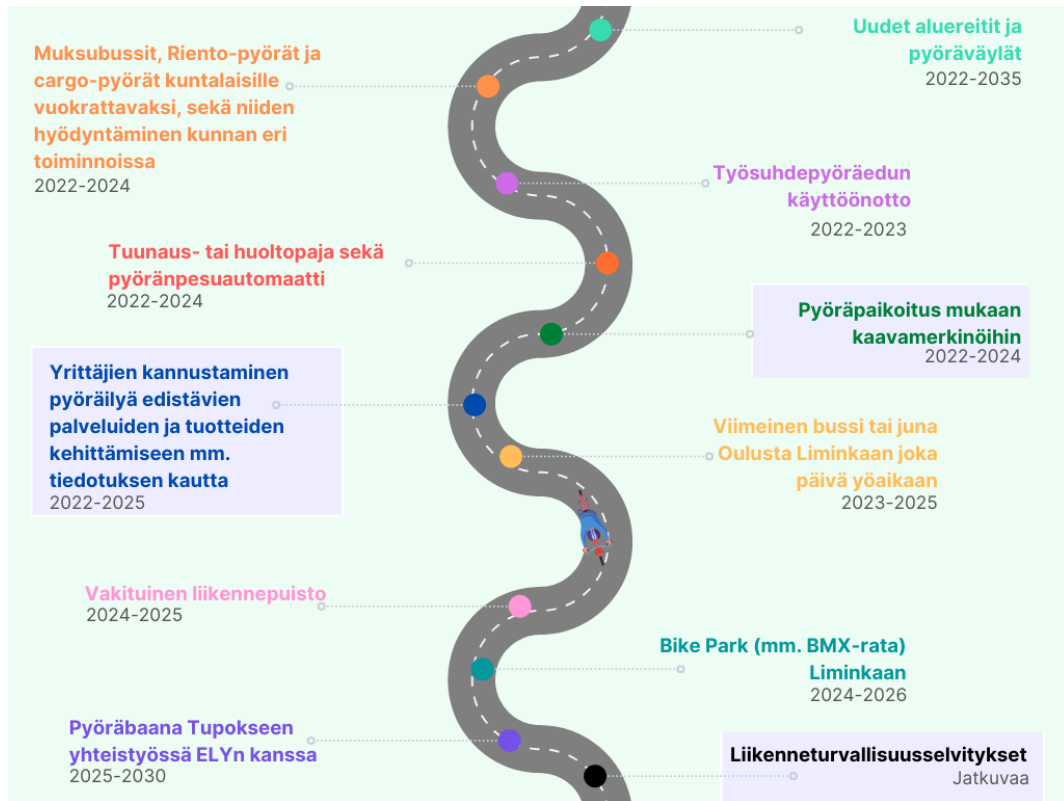 Uudet aluereitit ja
pyöräväylät
2022-2035
Muksubussit, Riento-pyörät ja
cargo-pyörät kuntalaisille
vuokrattavaksi, sekä niiden
hyödyntäminen kunnan eri
toiminnoissa
2022-2024
Työsuhdepyöräedun
käyttöönotto
2022-2023
Tuunaus- tai huoltopaja sekä
pyöränpesuautomaatti
2022-2024
Pyöräpaikoitus mukaan
kaavamerkinöihin
2022-2024
Yrittäjien kannustaminen
pyöräilyä edistävien
palveluiden ja tuotteiden
kehittämiseen mm.
tiedotuksen kautta
2022-2025
Viimeinen bussi tai juna
Oulusta Liminkaan joka
päivä yöaikaan
2023-2025
Vakituinen liikennepuisto
2024-2025
Bike Park (mm. BMX-rata)
Liminkaan
2024-2026
Pyöräbaana Tupokseen
yhteistyössä ELYn kanssa
2025-2030
Liikenneturvallisuusselvitykset
Jatkuvaa